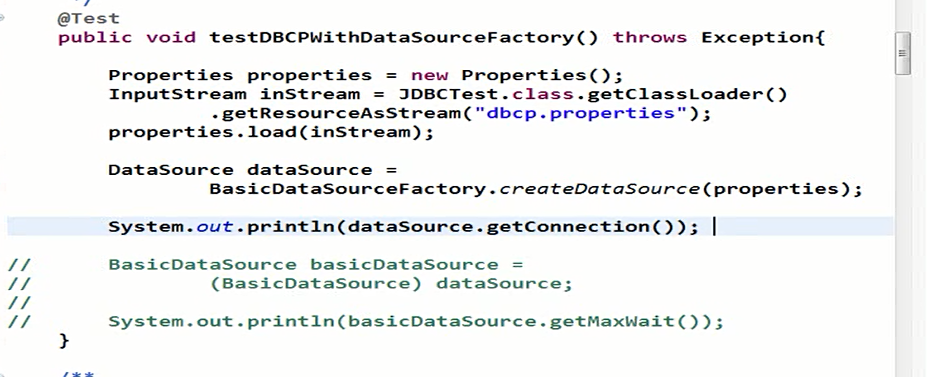 */
@Test
public void testDBCPWithDataSourceFactory() throws Exception{
Properties properties = new Properties();
InputStream inStream = JDBCTest.class.getClassLoader()
.getResourceAsStream("dbcp.properties");
properties.load(inStream);
DataSource dataSource =
BasicDataSourceFactory.createDataSource(properties);
System.out.println(dataSource.getConnection());
// BasicDataSource basicDataSource =
// (BasicDataSource) dataSource;
//
// System.out.println(basicDataSource.getMaxWait());
}
/**